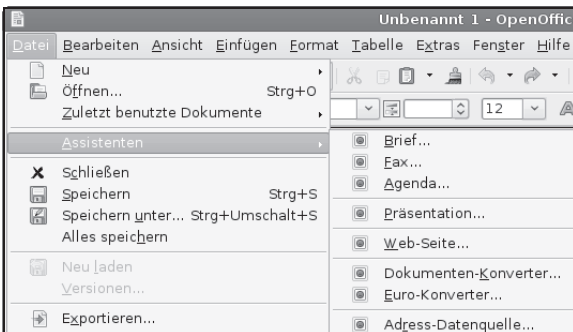 Unbenannt 1 - OpenOffic
Datei Bearbeiten Ansicht Einfügen Format Tabelle Extras Fenster Hilfe
Neu
Öffnen... Strg+O
Zuletzt benutzte Dokumente
12
Assistenten
Schließen
Speichern Strg+S
Speichern unter... Strg+Umschalt+S
Alles speichern
Neu laden
Versionen...
Exportieren...
Brief...
Fax...
Agenda...
Präsentation...
Web-Seite...
Dokumenten-Konverter...
Euro-Konverter...
Adress-Datenquelle...